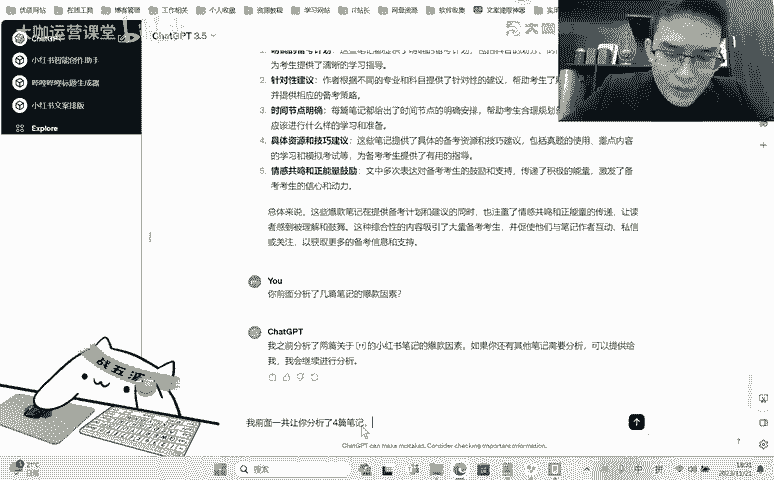 优质网站 在线工具 博客管理 工作相关 个人收藏 资源教程 学习网站 IT站长 网盘资源 软剪收集 文案提取神器
大咖运营课堂
ChatGPT 3.5
小红书智能创作助手
哔哔哔哔标题生成器
小红书文案排版
Explore
为考生提供了清晰的学习指导。
2. 针对性建议：作者根据不同的专业和科目提供了针对性的建议，帮助考生了
并提供相应的备考策略。
3. 时间节点明确：每篇笔记都给出了时间节点的明确安排，帮助考生合理规划
应该进行什么样的学习和准备。
4. 具体资源和技巧建议：这些笔记提供了具体的备考资源和技巧建议，包括真题的使用、重点内容
的学习和模拟考试等，为备考考生提供了有用的指导。
5. 情感共鸣和正能量鼓励：文中多次表达对备考考生的鼓励和支持，传递了积极的能量，激发了备
考考生的信心和动力。
总体来说，这些爆款笔记在提供备考计划和建议的同时，也注重了情感共鸣和正能量的传递，让读
者感到被理解和鼓舞。这种综合性的内容吸引了大量备考考生，并促使他们与笔记作者互动、私信
或关注，以获取更多的备考信息和支持。
You
你前面分析了几篇笔记的爆款因素？
ChatGPT
我之前分析了两篇关于的小红书笔记的爆款因素。如果你还有其他笔记需要分析，可以提供给
我，我会继续进行分析。
战五渣
我前面一共让你分析了4篇笔记，
ChatGPT can make mistakes. Consider checking important information.
?
21°C
搜索
中
18:31
2023/11/21